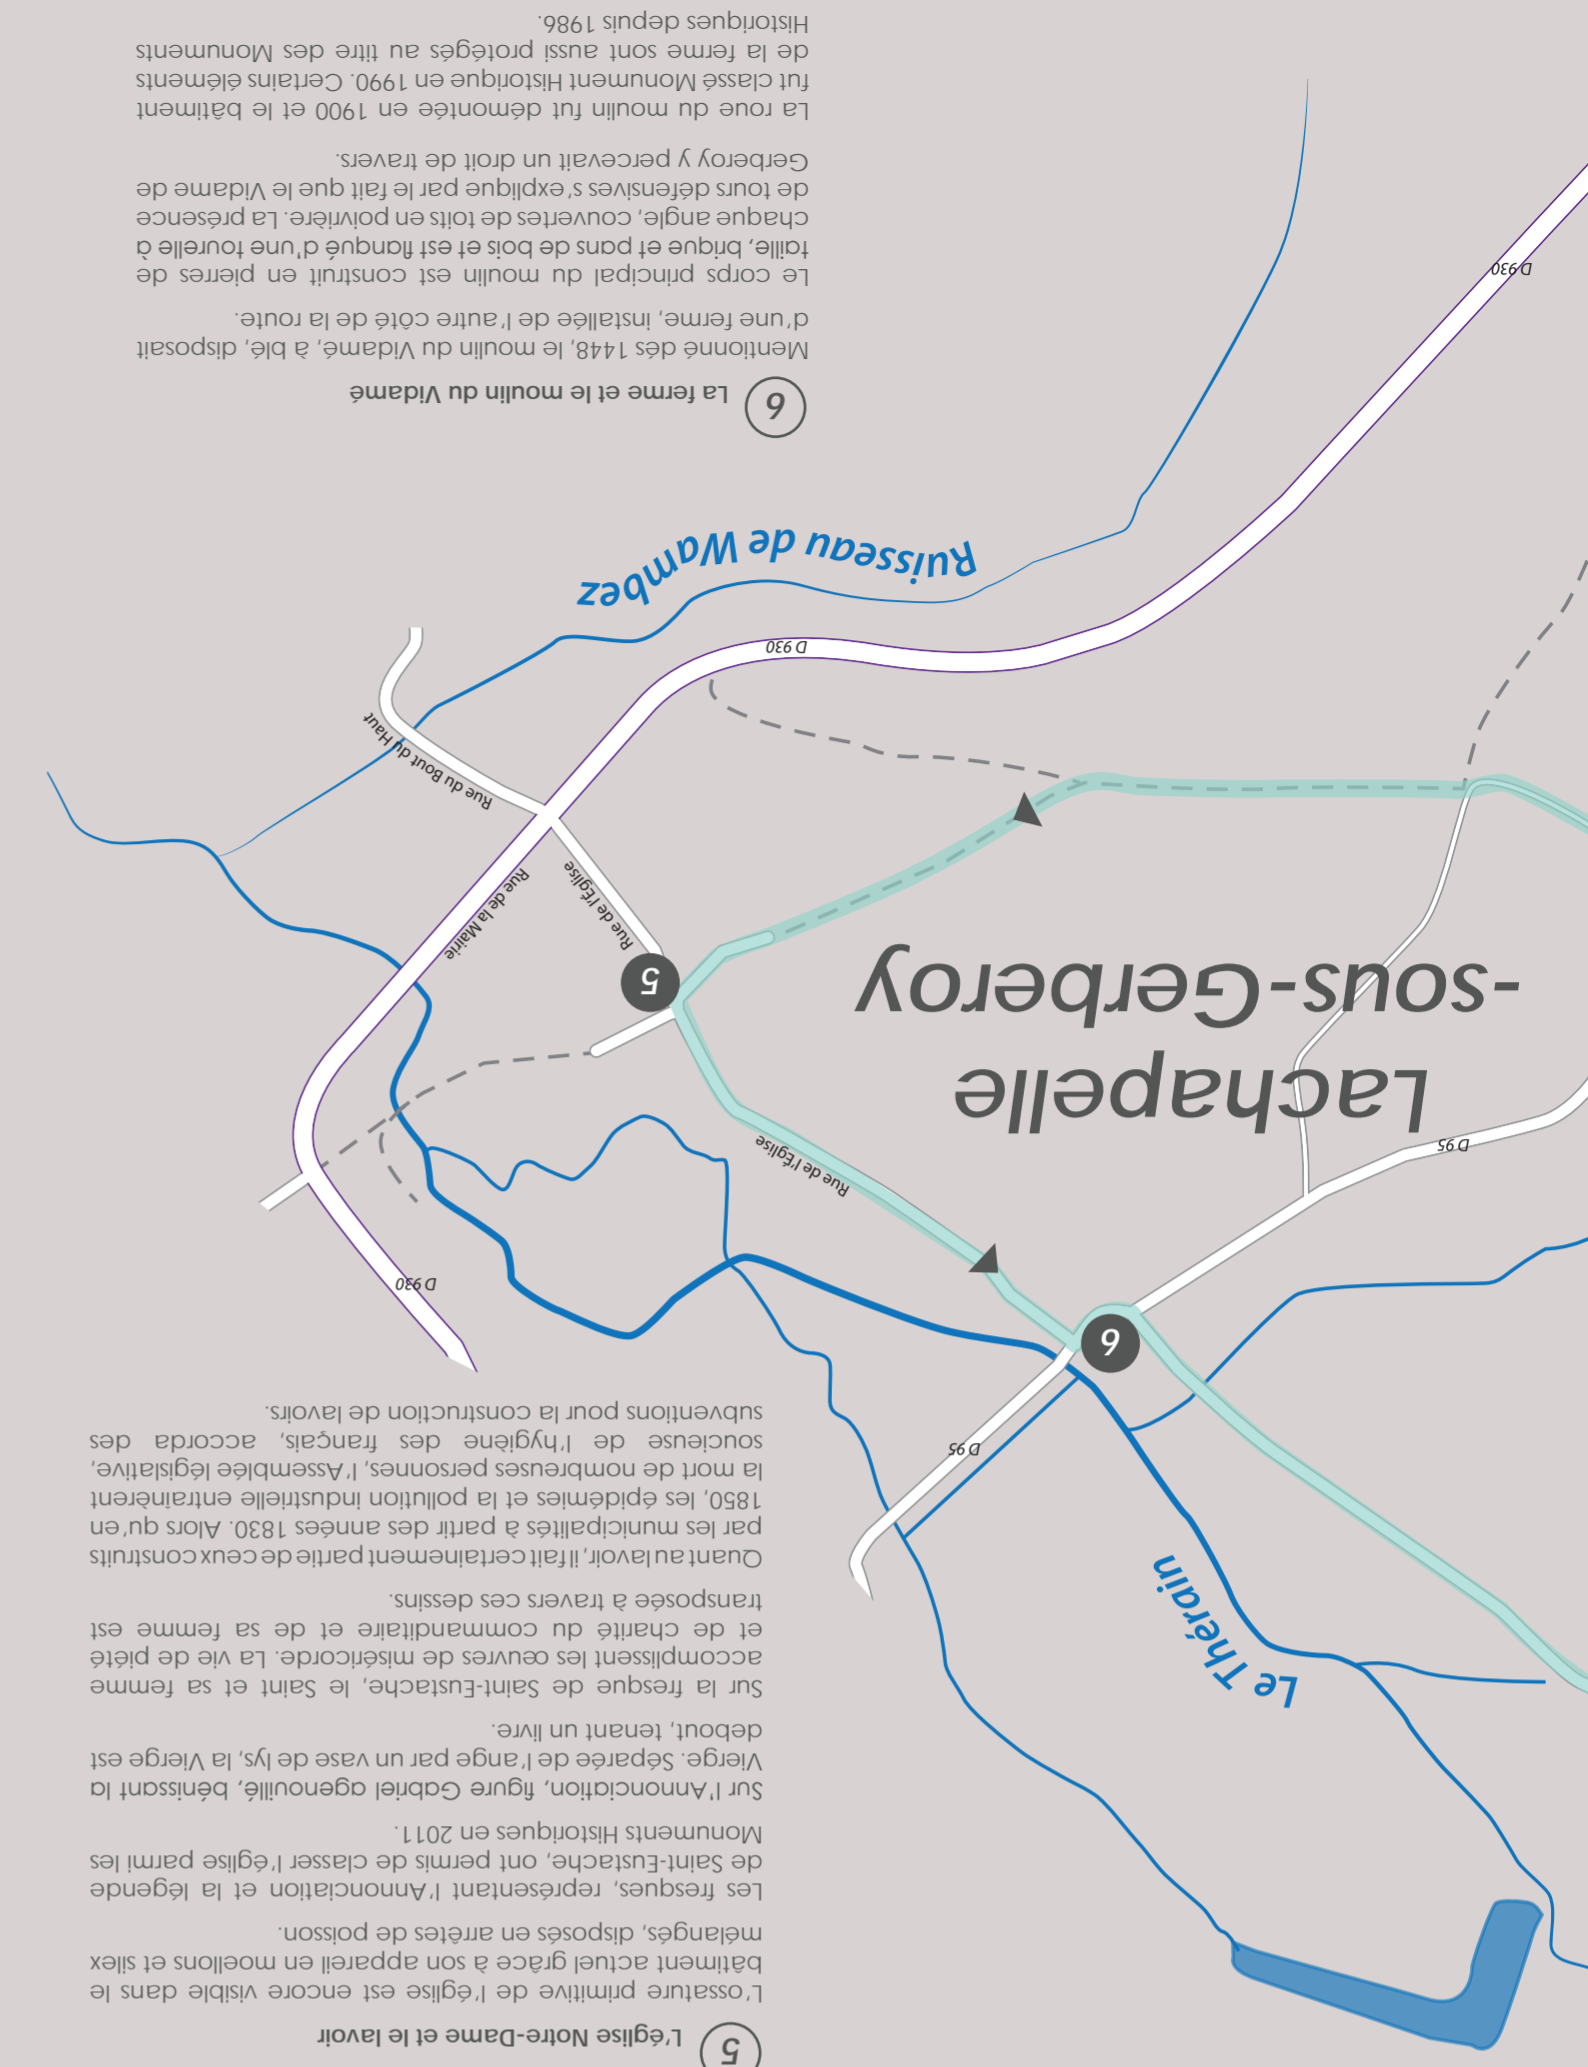 5
L'église Notre-Dame et le lavoir
L'ossature primitive de l'église est encore visible dans le
bâtiment actuel grâce à son appareil en moellons et silex
mélangés, disposés en arrêtes de poisson.
Les fresques, représentant l'Annonciation et la légende
de Saint-Eustache, ont permis de classer l'église parmi les
Monuments Historiques en 2011.
Sur l'Annonciation, figure Gabriel agenouillé, bénissant la
Vierge. Séparée de l'ange par un vase de lys, la Vierge est
debout, tenant un livre.
Sur la fresque de Saint-Eustache, le Saint et sa femme
accomplissent les œuvres de miséricorde. La vie de piété
et de charité du commanditaire et de sa femme est
transposée à travers ces dessins.
Quant au lavoir, il fait certainement partie de ceux construits
par les municipalités à partir des années 1830. Alors qu'en
1850, les épidémies et la pollution industrielle entraînèrent
la mort de nombreuses personnes, l'Assemblée législative,
soucieuse de l'hygiène des français, accorda des
subventions pour la construction de lavoirs.
Le Thérain
D 95
6
D 930
Rue de l'Église
D 95
Lachapelle
-sous-Gerberoy
5
Rue de l'Église
Rue de la Mairie
Rue du Bout du Haut
D 930
Ruisseau de Wambez
D 930
6
La ferme et le moulin du Vidamé
Mentionné dés 1448, le moulin du Vidamé, à blé, disposait
d'une ferme, installée de l'autre côté de la route.
Le corps principal du moulin est construit en pierres de
taille, brique et pans de bois et est flanqué d'une tourelle à
chaque angle, couvertes de toits en poivrière. La présence
de tours défensives s'explique par le fait que le Vidame de
Gerberoy y percevait un droit de travers.
La roue du moulin fut démontée en 1900 et le bâtiment
fut classé Monument Historique en 1990. Certains éléments
de la ferme sont aussi protégés au titre des Monuments
Historiques depuis 1986.